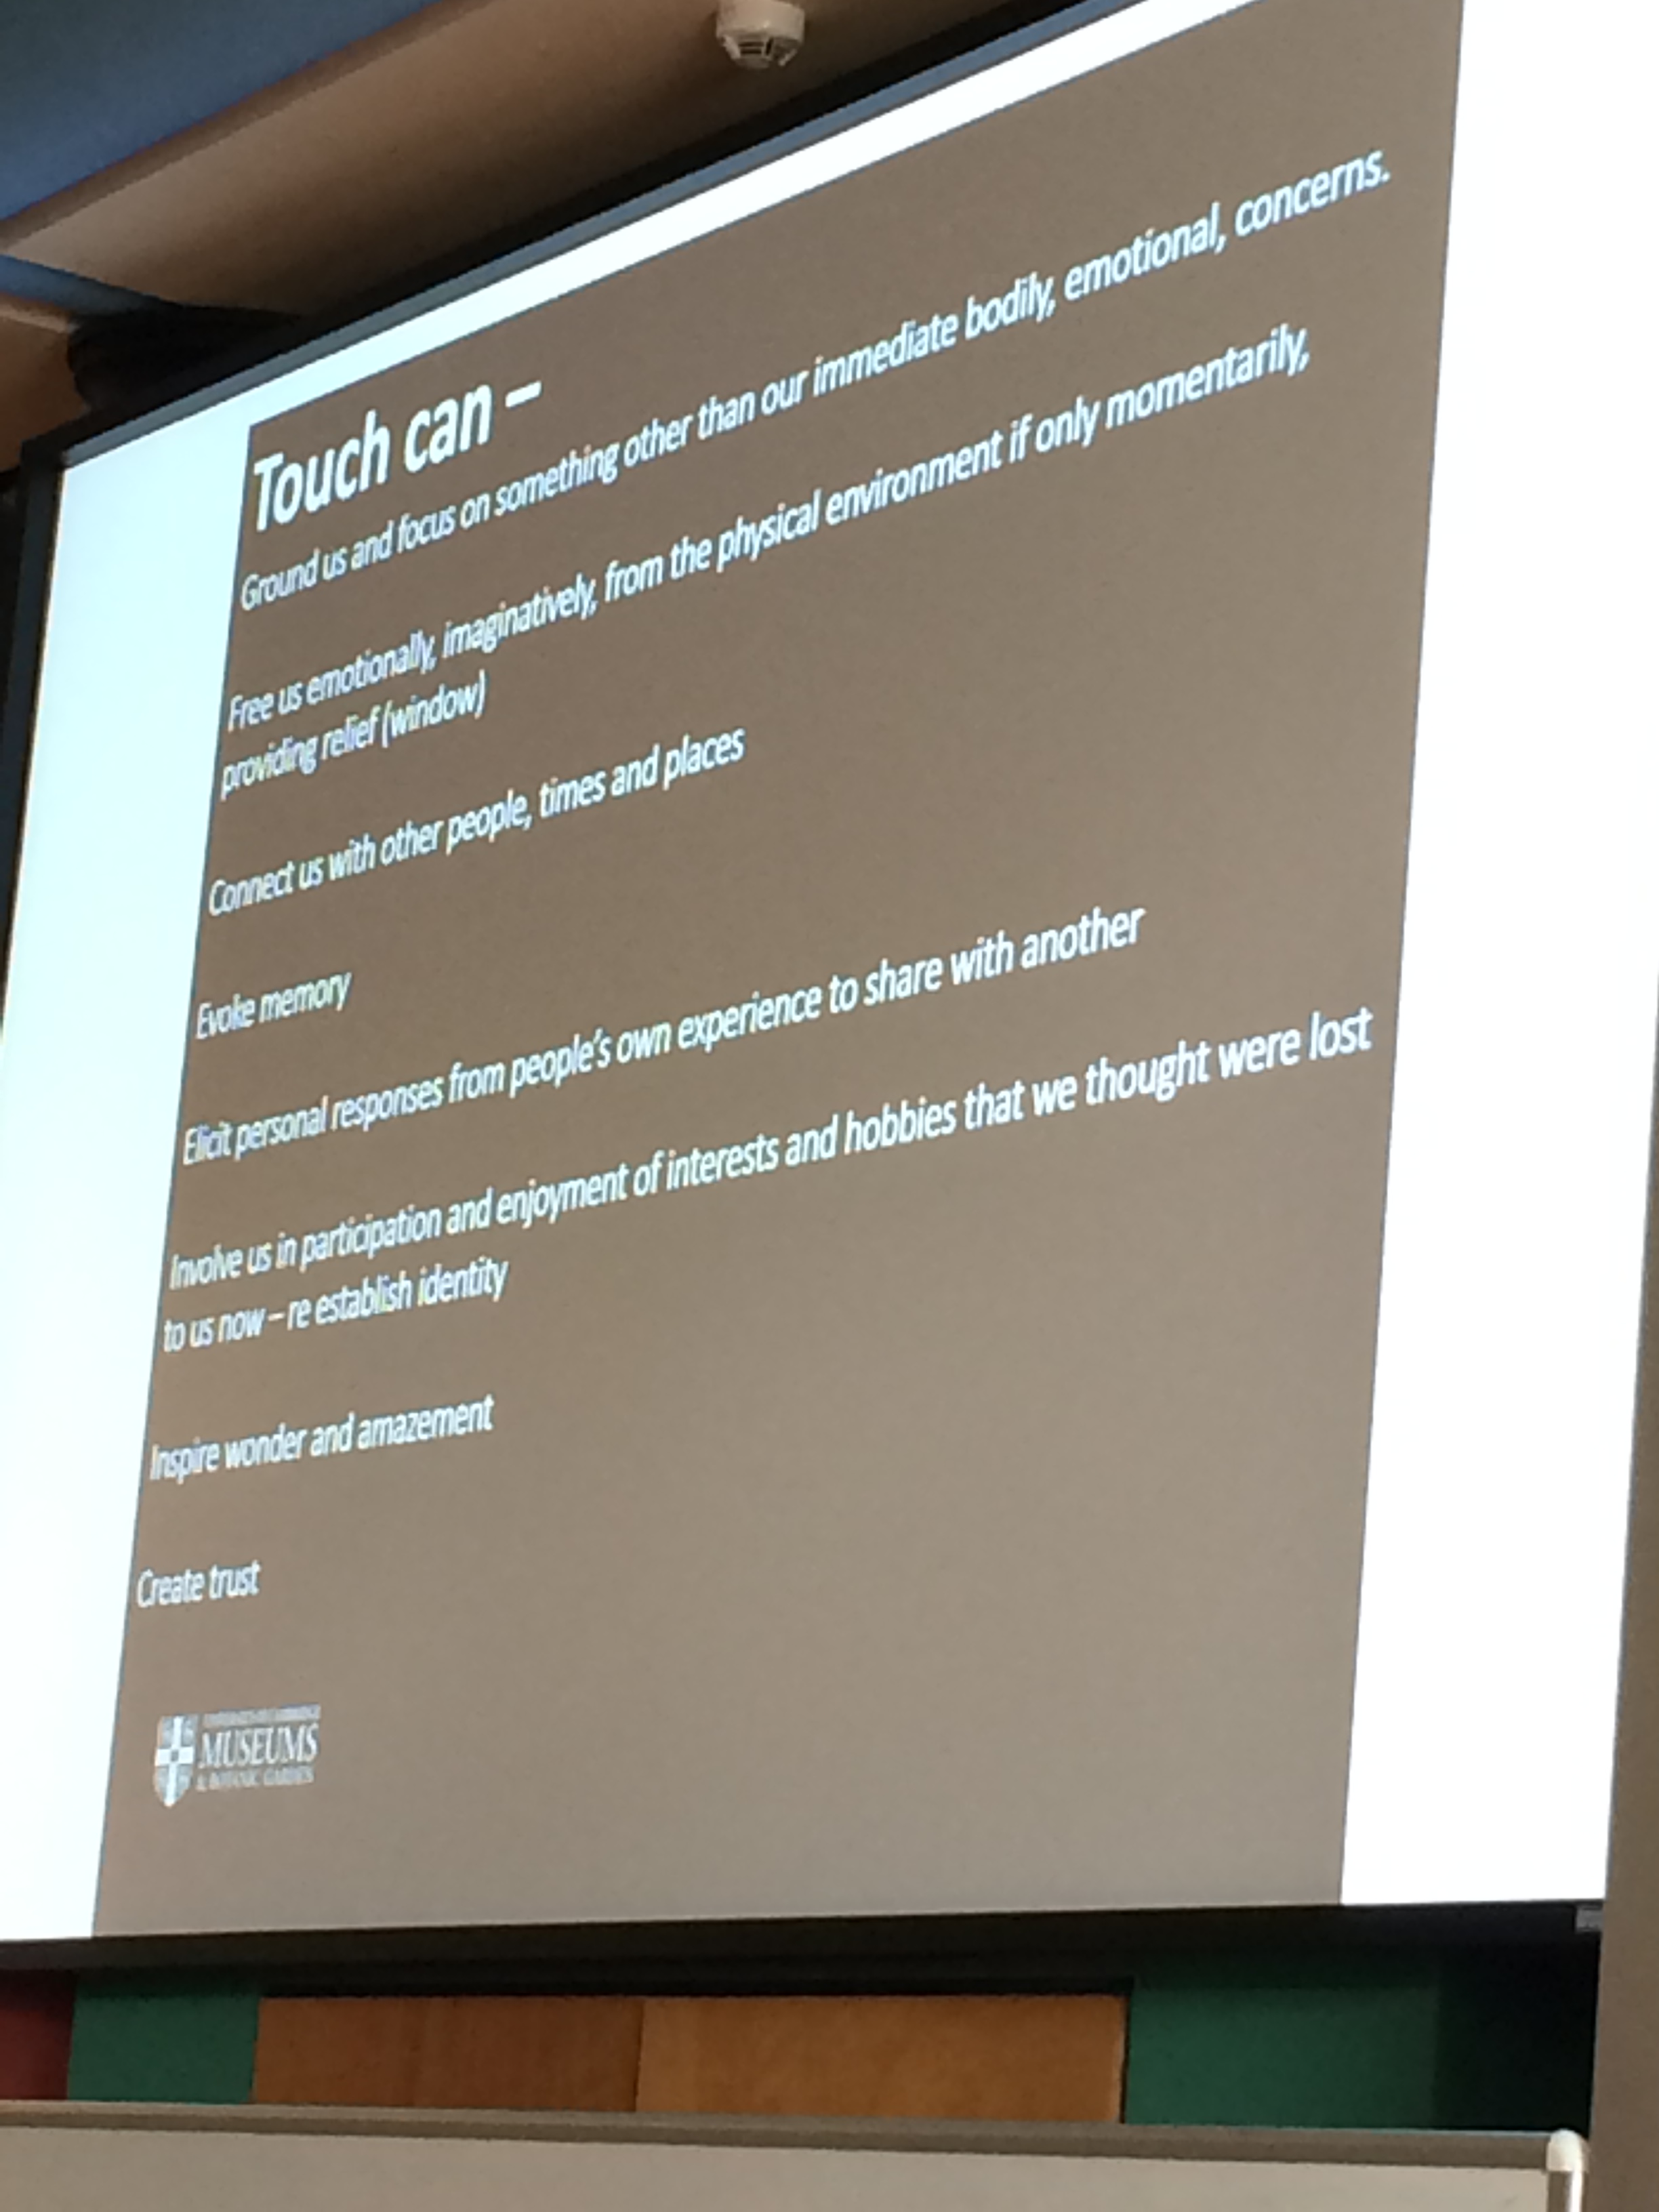 Touch can –
Ground us and focus on something other than our immediate bodily, emotional, concerns.
Free us emotionally, imaginatively, from the physical environment if only momentarily,
providing relief (window)
Connect us with other people, times and places
Evoke memory
Elicit personal responses from people's own experience to share with another
Involve us in participation and enjoyment of interests and hobbies that we thought were lost
to us now – re establish identity
Inspire wonder and amazement
Create trust
MUSEUMS
& BOTANIC GARDEN